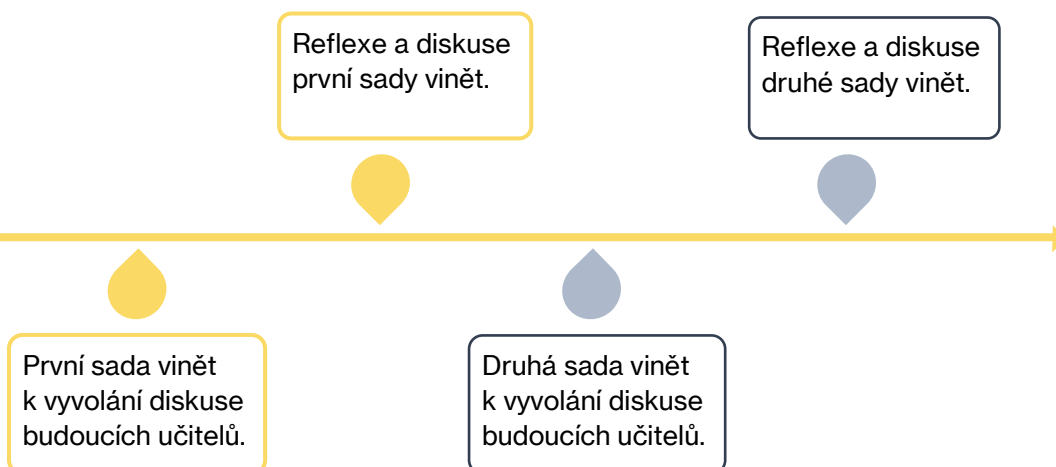 Reflexe a diskuse
první sady vinět.
Reflexe a diskuse
druhé sady vinět.
První sada vinět
k vyvolání diskuse
budoucích učitelů.
Druhá sada vinět
k vyvolání diskuse
budoucích učitelů.